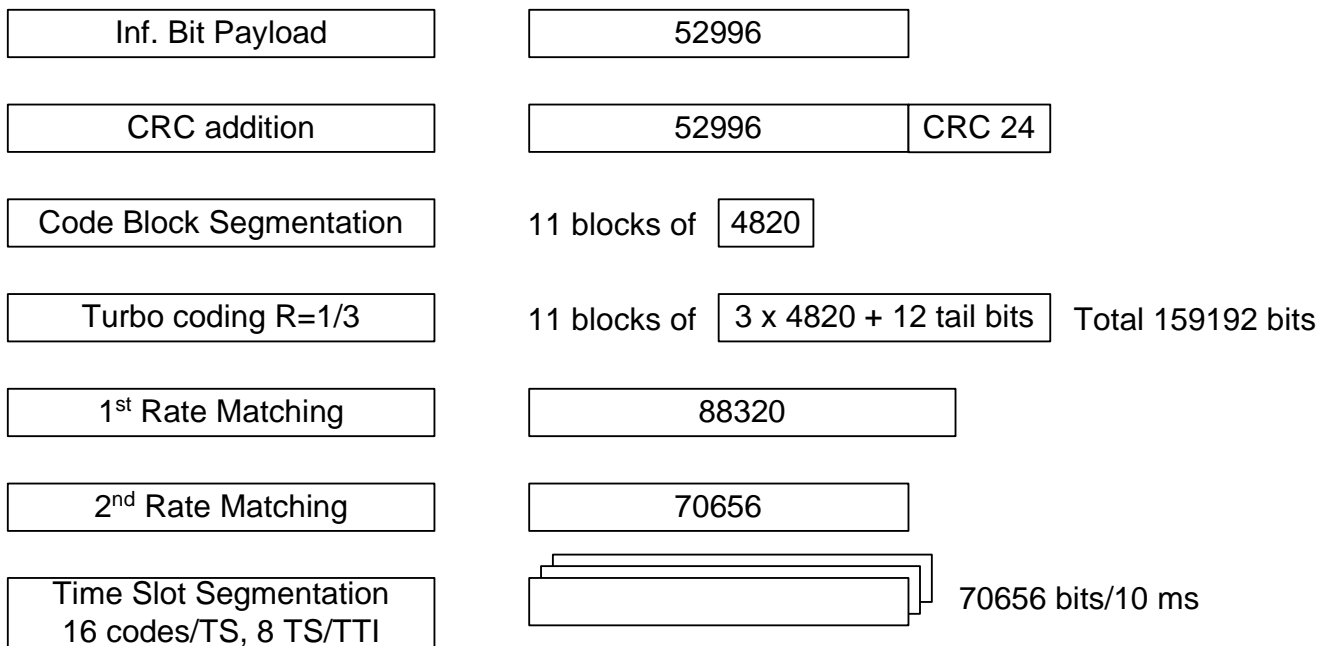 Inf. Bit Payload 52996
CRC addition 52996 CRC 24
Code Block Segmentation 11 blocks of 4820
Turbo coding R=1/3 11 blocks of 3 x 4820 + 12 tail bits Total 159192 bits
1st Rate Matching 88320
2nd Rate Matching 70656
Time Slot Segmentation
16 codes/TS, 8 TS/TTI
70656 bits/10 ms